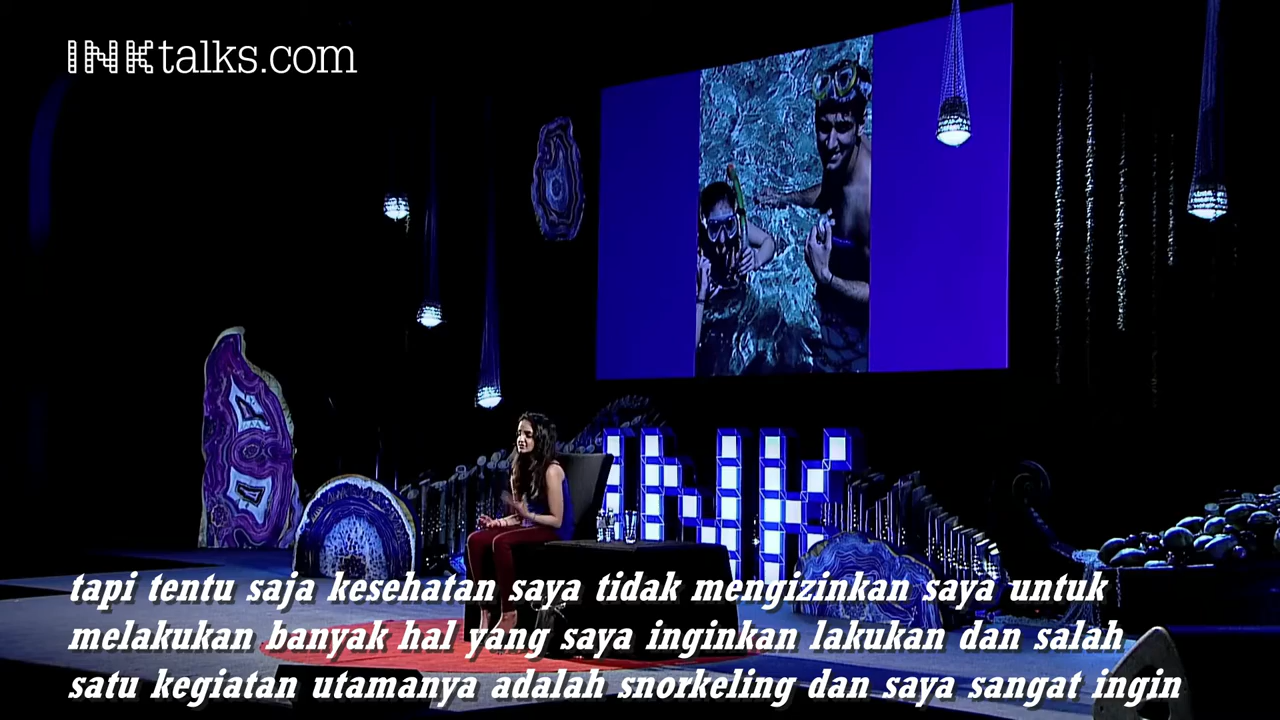 INKtalks.com
INK
tapi tentu saja kesehatan saya tidak mengizinkan saya untuk
melakukan banyak hal yang saya inginkan lakukan dan salah
satu kegiatan utamanya adalah snorkeling dan saya sangat ingin